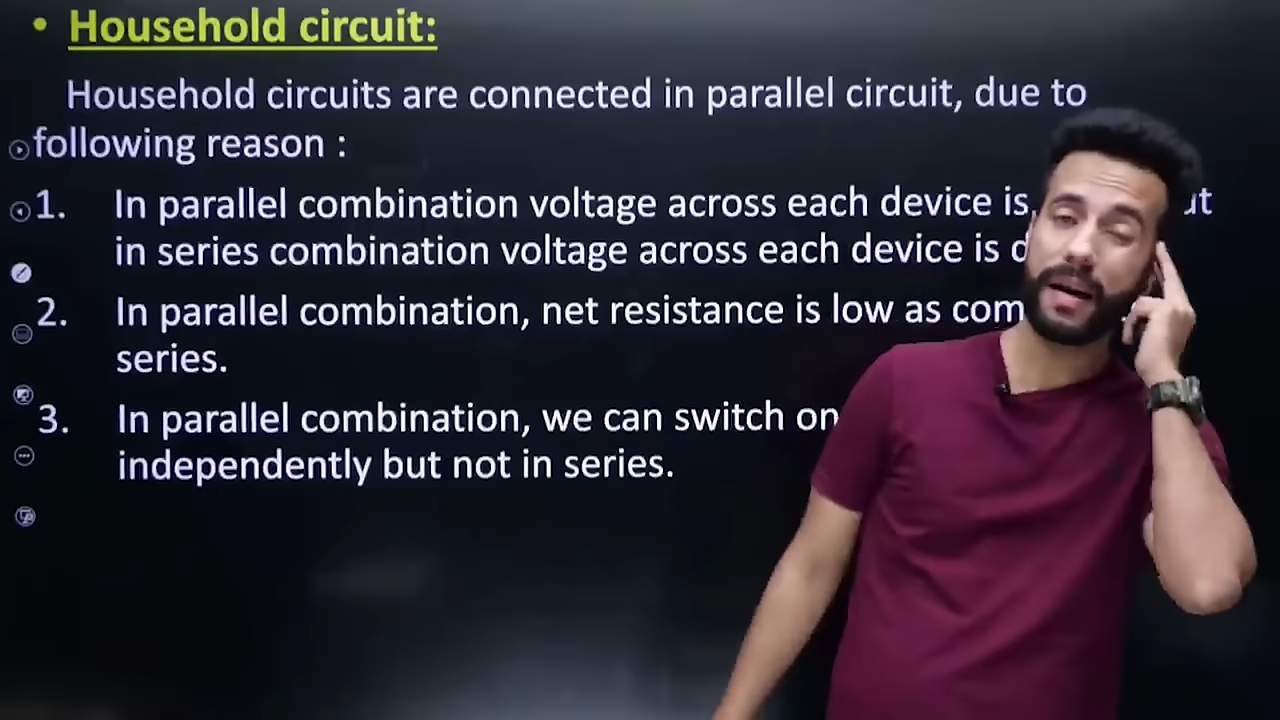 • Household circuit:
Household circuits are connected in parallel circuit, due to
following reason :
1. In parallel combination voltage across each device is,
in series combination voltage across each device is
2. In parallel combination, net resistance is low as
series.
3. In parallel combination, we can switch on
independently but not in series.